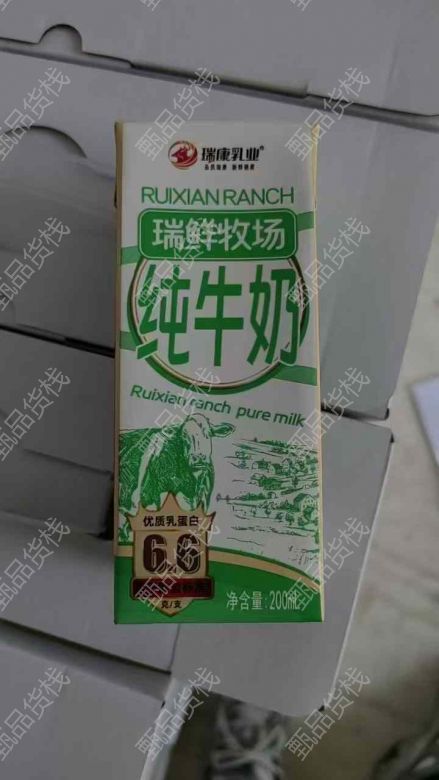 瑞康乳业®
RUIXIAN RANCH
瑞鲜牧场
纯牛奶
Ruixian ranch pure milk
优质乳蛋白
6.6
克/支
净含量: 200mL
甄品货栈